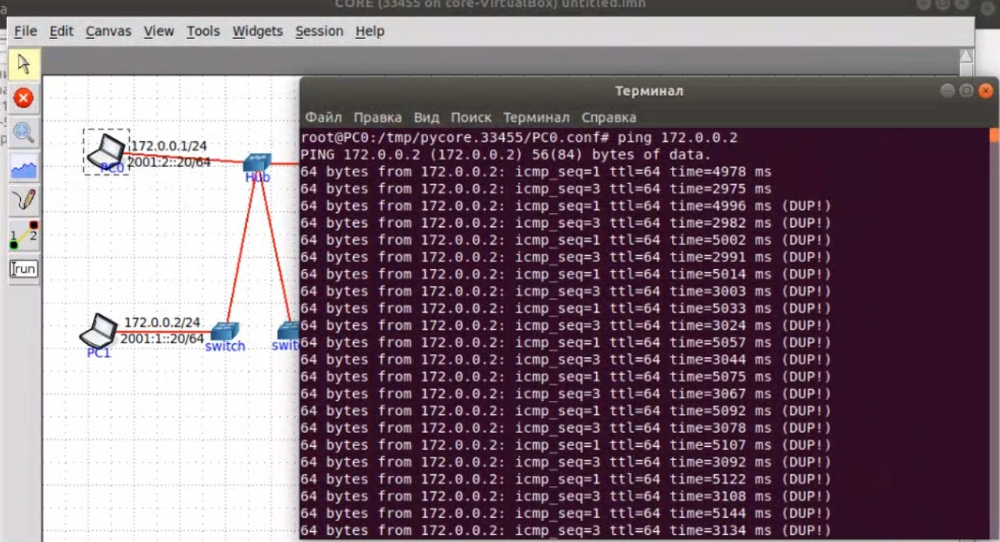 CORE (33455 on core-VirtualBox) untitled.imn
File Edit Canvas View Tools Widgets Session Help
Терминал
Файл Правка Вид Поиск Терминал Справка
root@PC0:/tmp/pycore.33455/PC0.conf# ping 172.0.0.2
PING 172.0.0.2 (172.0.0.2) 56(84) bytes of data.
64 bytes from 172.0.0.2: icmp_seq=1 ttl=64 time=4978 ms
64 bytes from 172.0.0.2: icmp_seq=3 ttl=64 time=2975 ms
64 bytes from 172.0.0.2: icmp_seq=1 ttl=64 time=4996 ms (DUP!)
64 bytes from 172.0.0.2: icmp_seq=3 ttl=64 time=2982 ms (DUP!)
64 bytes from 172.0.0.2: icmp_seq=1 ttl=64 time=5002 ms (DUP!)
64 bytes from 172.0.0.2: icmp_seq=3 ttl=64 time=2991 ms (DUP!)
64 bytes from 172.0.0.2: icmp_seq=1 ttl=64 time=5014 ms (DUP!)
64 bytes from 172.0.0.2: icmp_seq=3 ttl=64 time=3003 ms (DUP!)
64 bytes from 172.0.0.2: icmp_seq=1 ttl=64 time=5033 ms (DUP!)
64 bytes from 172.0.0.2: icmp_seq=3 ttl=64 time=3024 ms (DUP!)
64 bytes from 172.0.0.2: icmp_seq=1 ttl=64 time=5057 ms (DUP!)
64 bytes from 172.0.0.2: icmp_seq=3 ttl=64 time=3044 ms (DUP!)
64 bytes from 172.0.0.2: icmp_seq=1 ttl=64 time=5075 ms (DUP!)
64 bytes from 172.0.0.2: icmp_seq=3 ttl=64 time=3067 ms (DUP!)
64 bytes from 172.0.0.2: icmp_seq=1 ttl=64 time=5092 ms (DUP!)
64 bytes from 172.0.0.2: icmp_seq=3 ttl=64 time=3078 ms (DUP!)
64 bytes from 172.0.0.2: icmp_seq=1 ttl=64 time=5107 ms (DUP!)
64 bytes from 172.0.0.2: icmp_seq=3 ttl=64 time=3092 ms (DUP!)
64 bytes from 172.0.0.2: icmp_seq=1 ttl=64 time=5122 ms (DUP!)
64 bytes from 172.0.0.2: icmp_seq=3 ttl=64 time=3108 ms (DUP!)
64 bytes from 172.0.0.2: icmp_seq=1 ttl=64 time=5144 ms (DUP!)
64 bytes from 172.0.0.2: icmp_seq=3 ttl=64 time=3134 ms (DUP!)
172.0.0.1/24
2001:2::20/64
PC0
Hub
172.0.0.2/24
2001:1::20/64
PC1
switch
swit
1 2
run